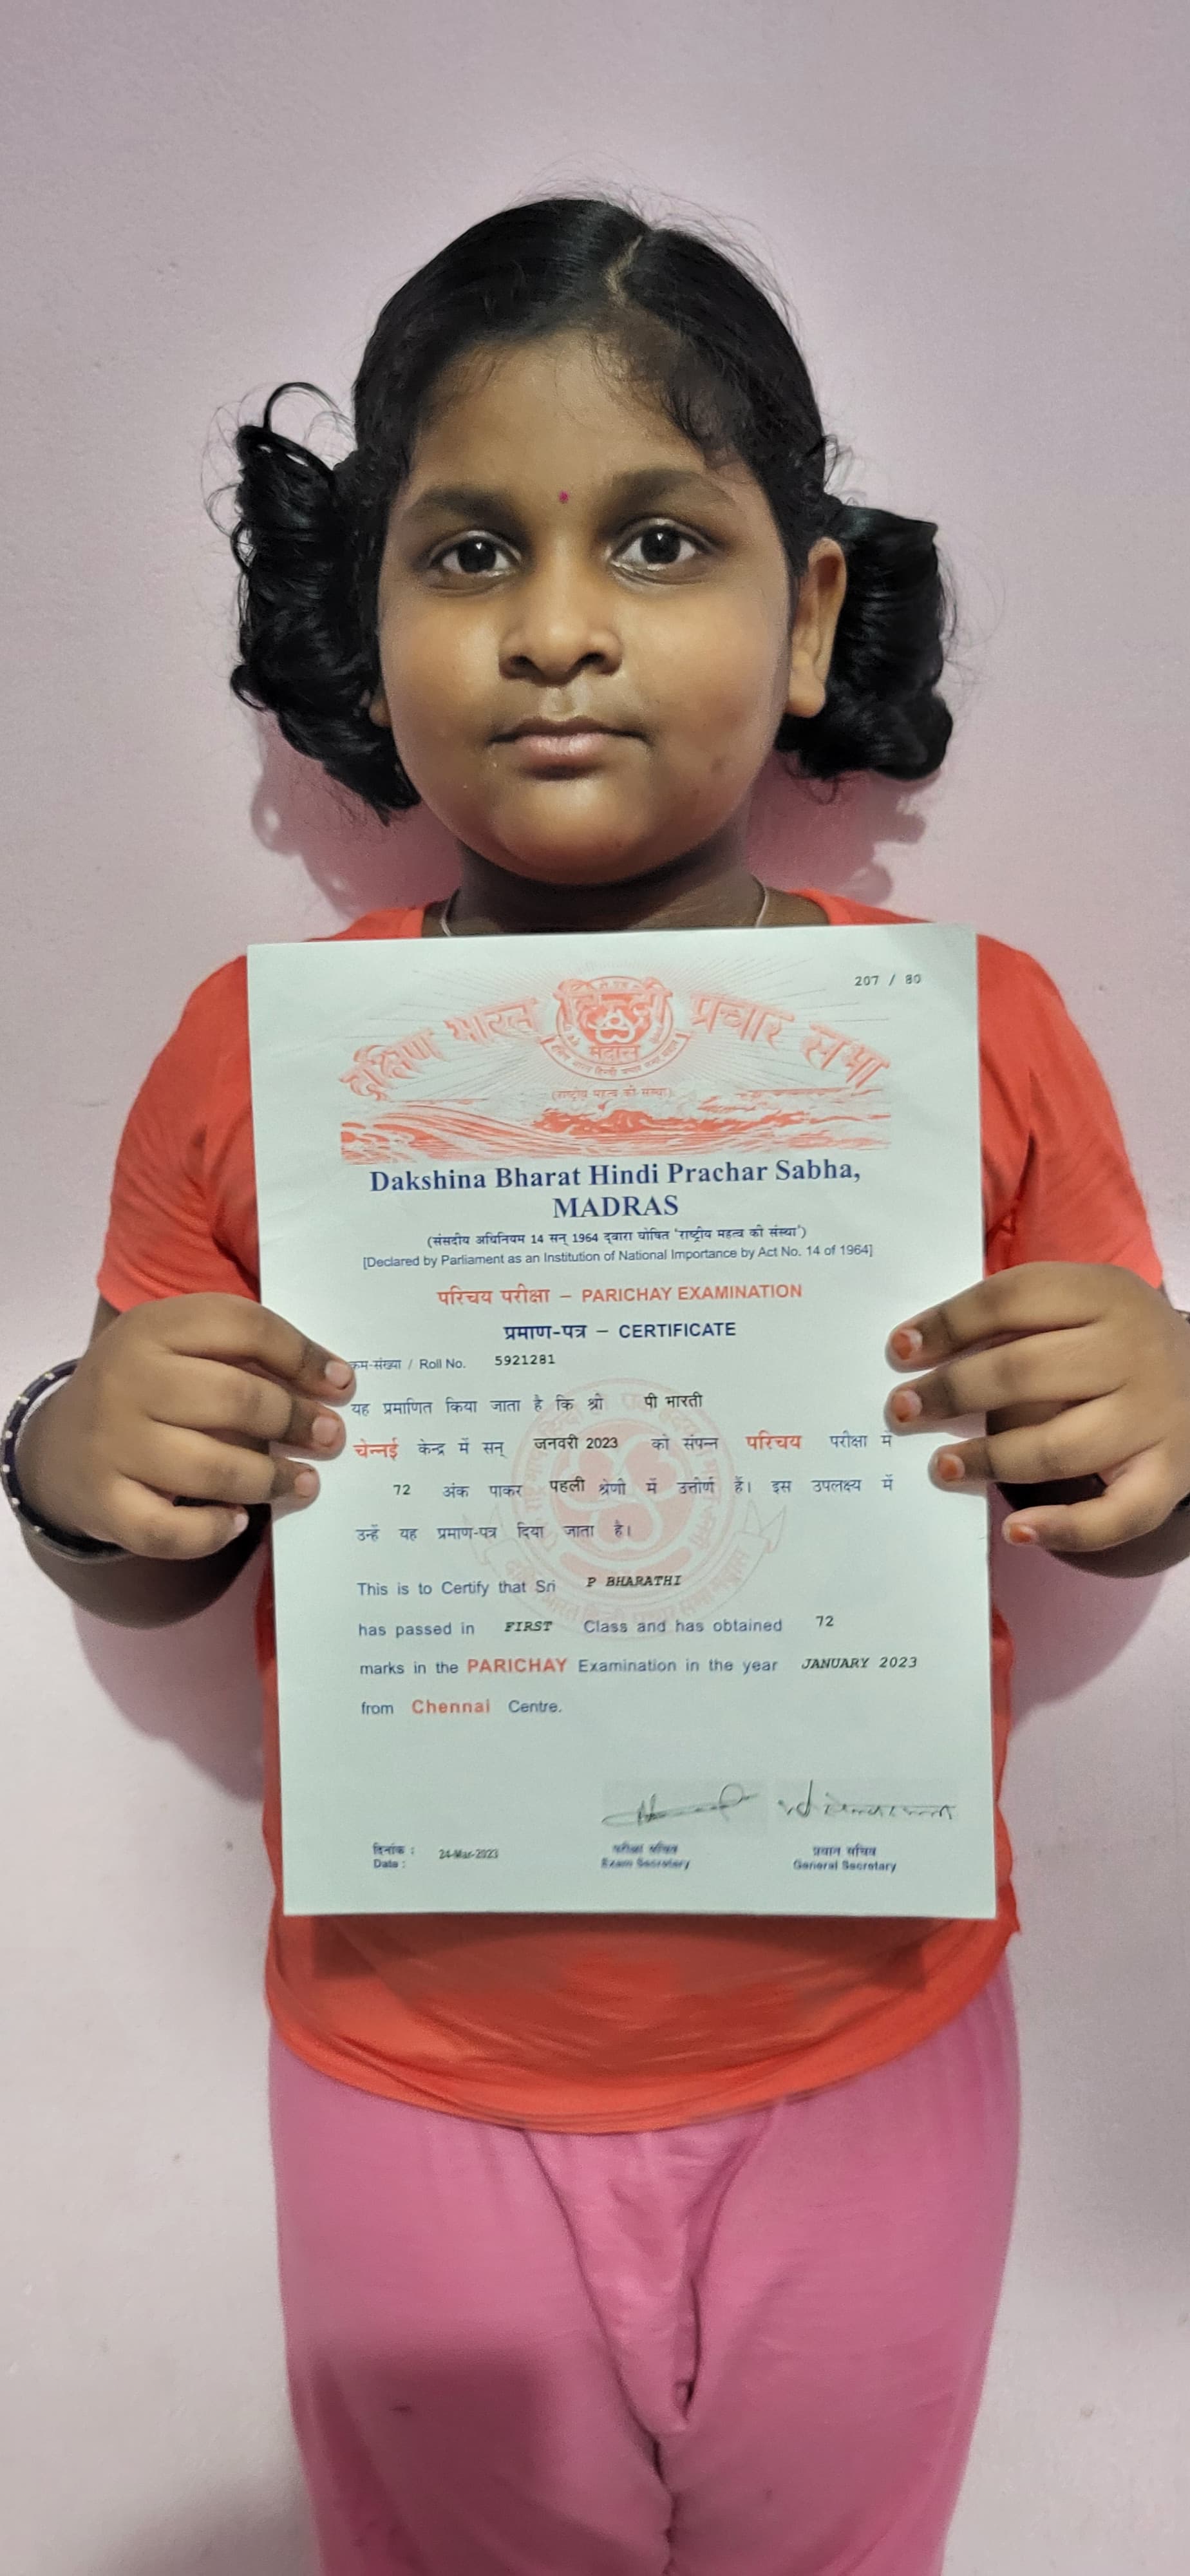 207 / 80
दक्षिण भारत हिन्दी प्रचार सभा
मद्रास
(राष्ट्रीय महत्व की संस्था)
Dakshina Bharat Hindi Prachar Sabha,
MADRAS
(संसदीय अधिनियम 14 सन् 1964 द्वारा घोषित 'राष्ट्रीय महत्व की संस्था')
[Declared by Parliament as an Institution of National Importance by Act No. 14 of 1964]
परिचय परीक्षा – PARICHAY EXAMINATION
प्रमाण-पत्र – CERTIFICATE
क्रम-संख्या / Roll No. 5921281
यह प्रमाणित किया जाता है कि श्री पी भारती
चेन्नई केन्द्र में सन् जनवरी 2023 को संपन्न परिचय परीक्षा में
72 अंक पाकर पहली श्रेणी में उत्तीर्ण हैं। इस उपलक्ष्य में
उन्हें यह प्रमाण-पत्र दिया जाता है।
This is to Certify that Sri P BHARATHI
has passed in FIRST Class and has obtained 72
marks in the PARICHAY Examination in the year JANUARY 2023
from Chennai Centre.
दिनांक : 24-Mar-2023 परीक्षा सचिव प्रधान सचिव
Date : Exam Secretary General Secretary